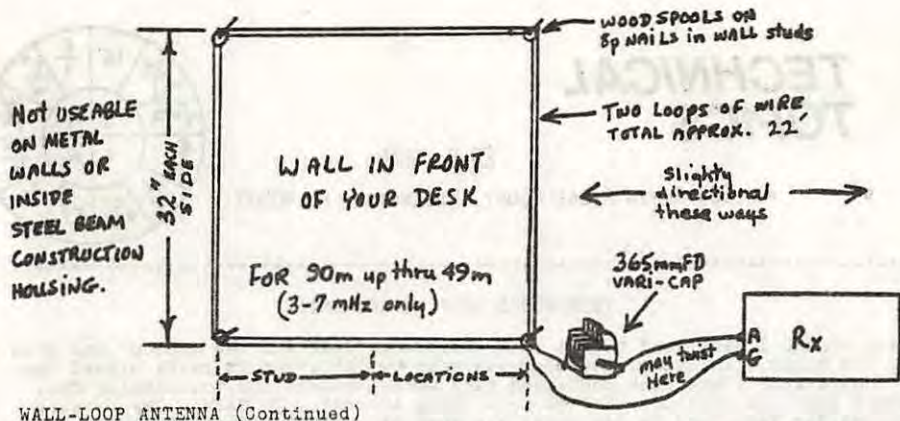 TECHNICAL
WOOD SPOOLS ON
8p NAILS in WALL studs
TWO LOOPS OF WIRE
TOTAL APPROX. 22'
Slighty
directional
these ways
Not USEABLE
ON METAL
WALLS OR
INSIDE
STEEL BEAM
CONSTRUCTION
HOUSING.
32" EACH
SIDE
WALL IN FRONT
OF YOUR DESK
FOR 90m up thru 49m
(3-7 mHz only)
365mmFD
VARI-CAP
may twist
Here
A
G
Rx
STUD LOCATIONS
WALL-LOOP ANTENNA (Continued)